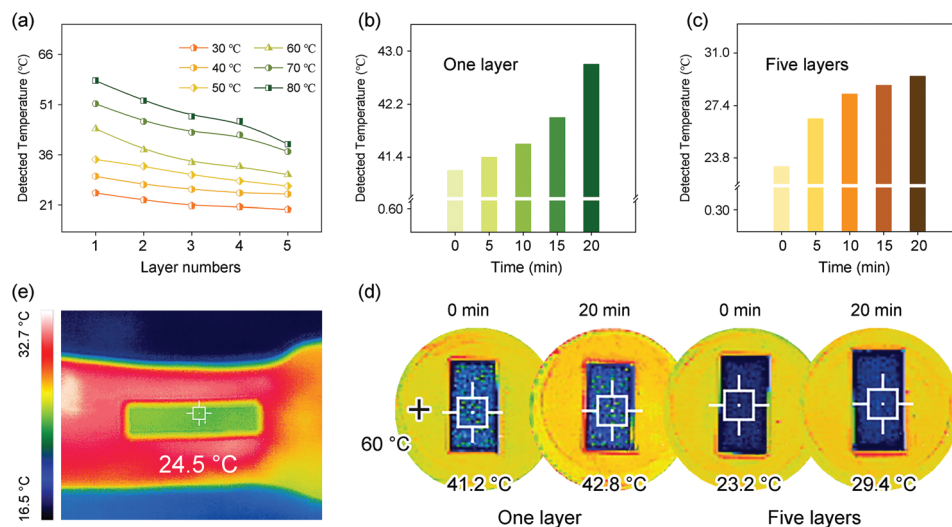 (a)
Detected Temperature (℃)
66
51
36
21
30 ℃
40 ℃
50 ℃
60 ℃
70 ℃
80 ℃
1 2 3 4 5
Layer numbers
(b)
Detected Temperature (℃)
43.0
42.2
41.4
0.60
One layer
0 5 10 15 20
Time (min)
(c)
Detected Temperature (℃)
31.0
27.4
23.8
0.30
Five layers
0 5 10 15 20
Time (min)
(e)
32.7 °C
16.5 °C
24.5 °C
(d)
0 min 20 min 0 min 20 min
+
60 °C
41.2 °C 42.8 °C 23.2 °C 29.4 °C
One layer Five layers